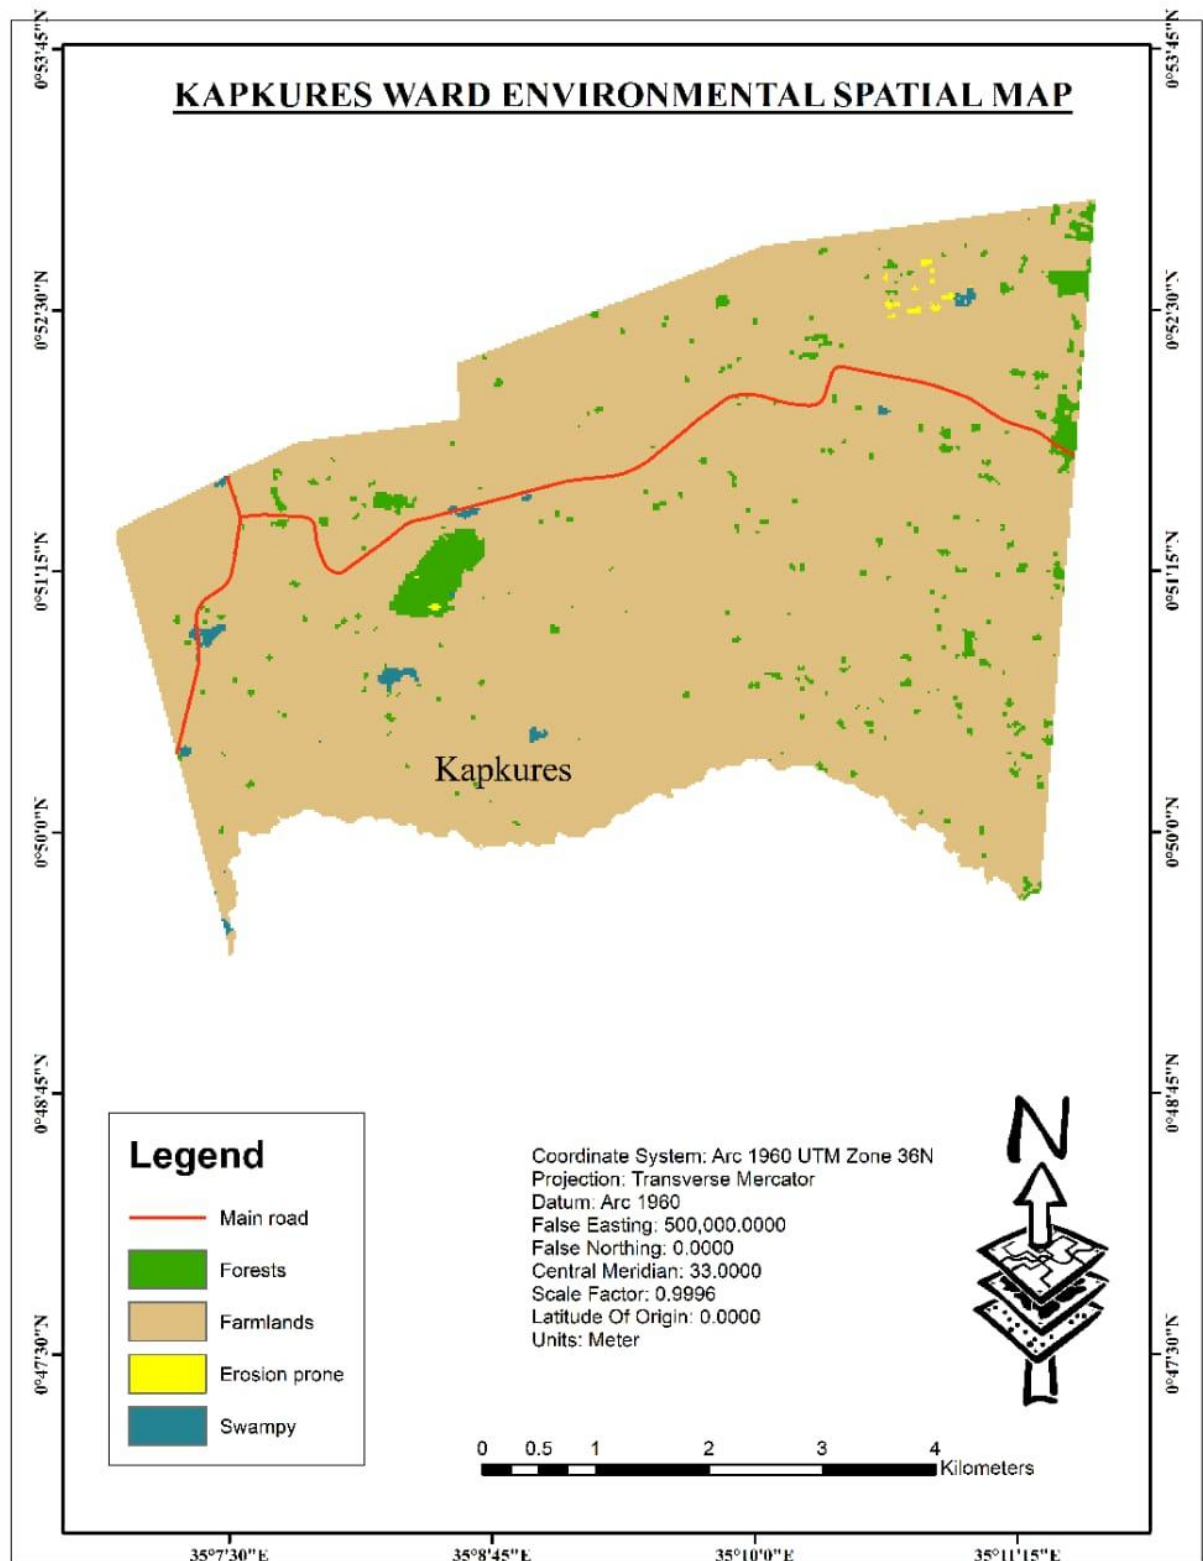 KAPKURES WARD ENVIRONMENTAL SPATIAL MAP
0°53'45"N
0°53'45"N
0°52'30"N
0°52'30"N
0°51'15"N
0°51'15"N
Kapkures
0°50'0"N
0°50'0"N
0°48'45"N
0°48'45"N
N
Legend
Main road
Forests
Farmlands
Erosion prone
Swampy
Coordinate System: Arc 1960 UTM Zone 36N
Projection: Transverse Mercator
Datum: Arc 1960
False Easting: 500,000.0000
False Northing: 0.0000
Central Meridian: 33.0000
Scale Factor: 0.9996
Latitude Of Origin: 0.0000
Units: Meter
0°47'30"N
0°47'30"N
0 0.5 1 2 3 4
Kilometers
35°7'30"E 35°8'45"E 35°10'0"E 35°11'15"E